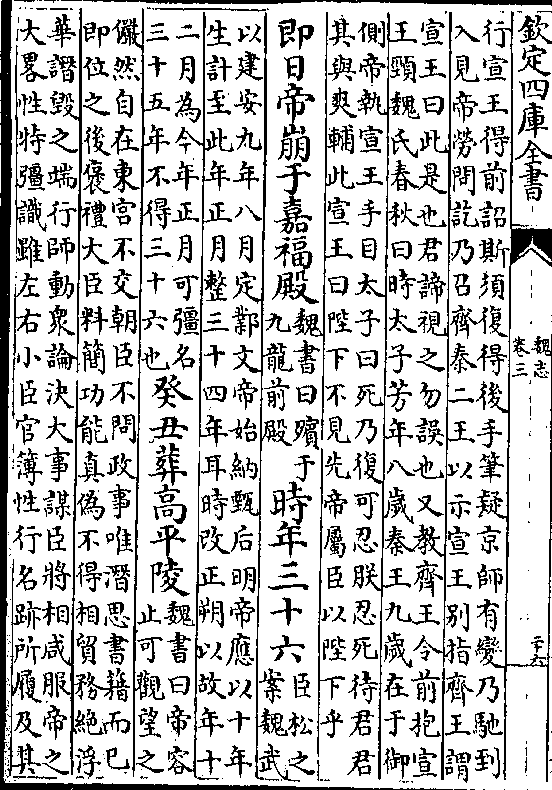 欽定四庫全書
魏志
卷三
二十六
行宣王得前詔斯須復得後手筆疑京師有變乃馳到
入見帝勞問訖乃召齊秦二王以示宣王别指齊王謂
宣王曰此是也君諦視之勿誤也又教齊王令前抱宣
王頸魏氏春秋曰時太子芳年八歲秦王九歲在于御
側帝執宣王手目太子曰死乃復可忍朕忍死待君君
其與爽輔此宣王曰陛下不見先帝屬臣以陛下乎
即日帝崩于嘉福殿
魏書曰殯于
九龍前殿
時年三十六
臣松之
案魏武
以建安九年八月定鄴文帝始納甄后明帝應以十年
生計至此年正月整三十四年耳時改正朔以故年十
二月為今年正月可彊名
三十五年不得三十六也
癸丑葬高平陵
魏書曰帝容
止可觀望之
儼然自在東宮不交朝臣不問政事唯潛思書籍而已
即位之後褒禮大臣料簡功能真偽不得相貿務絶浮
華譖毀之端行師動衆論決大事謀臣將相咸服帝之
大畧性特彊識雖左右小臣官簿性行名跡所履及其